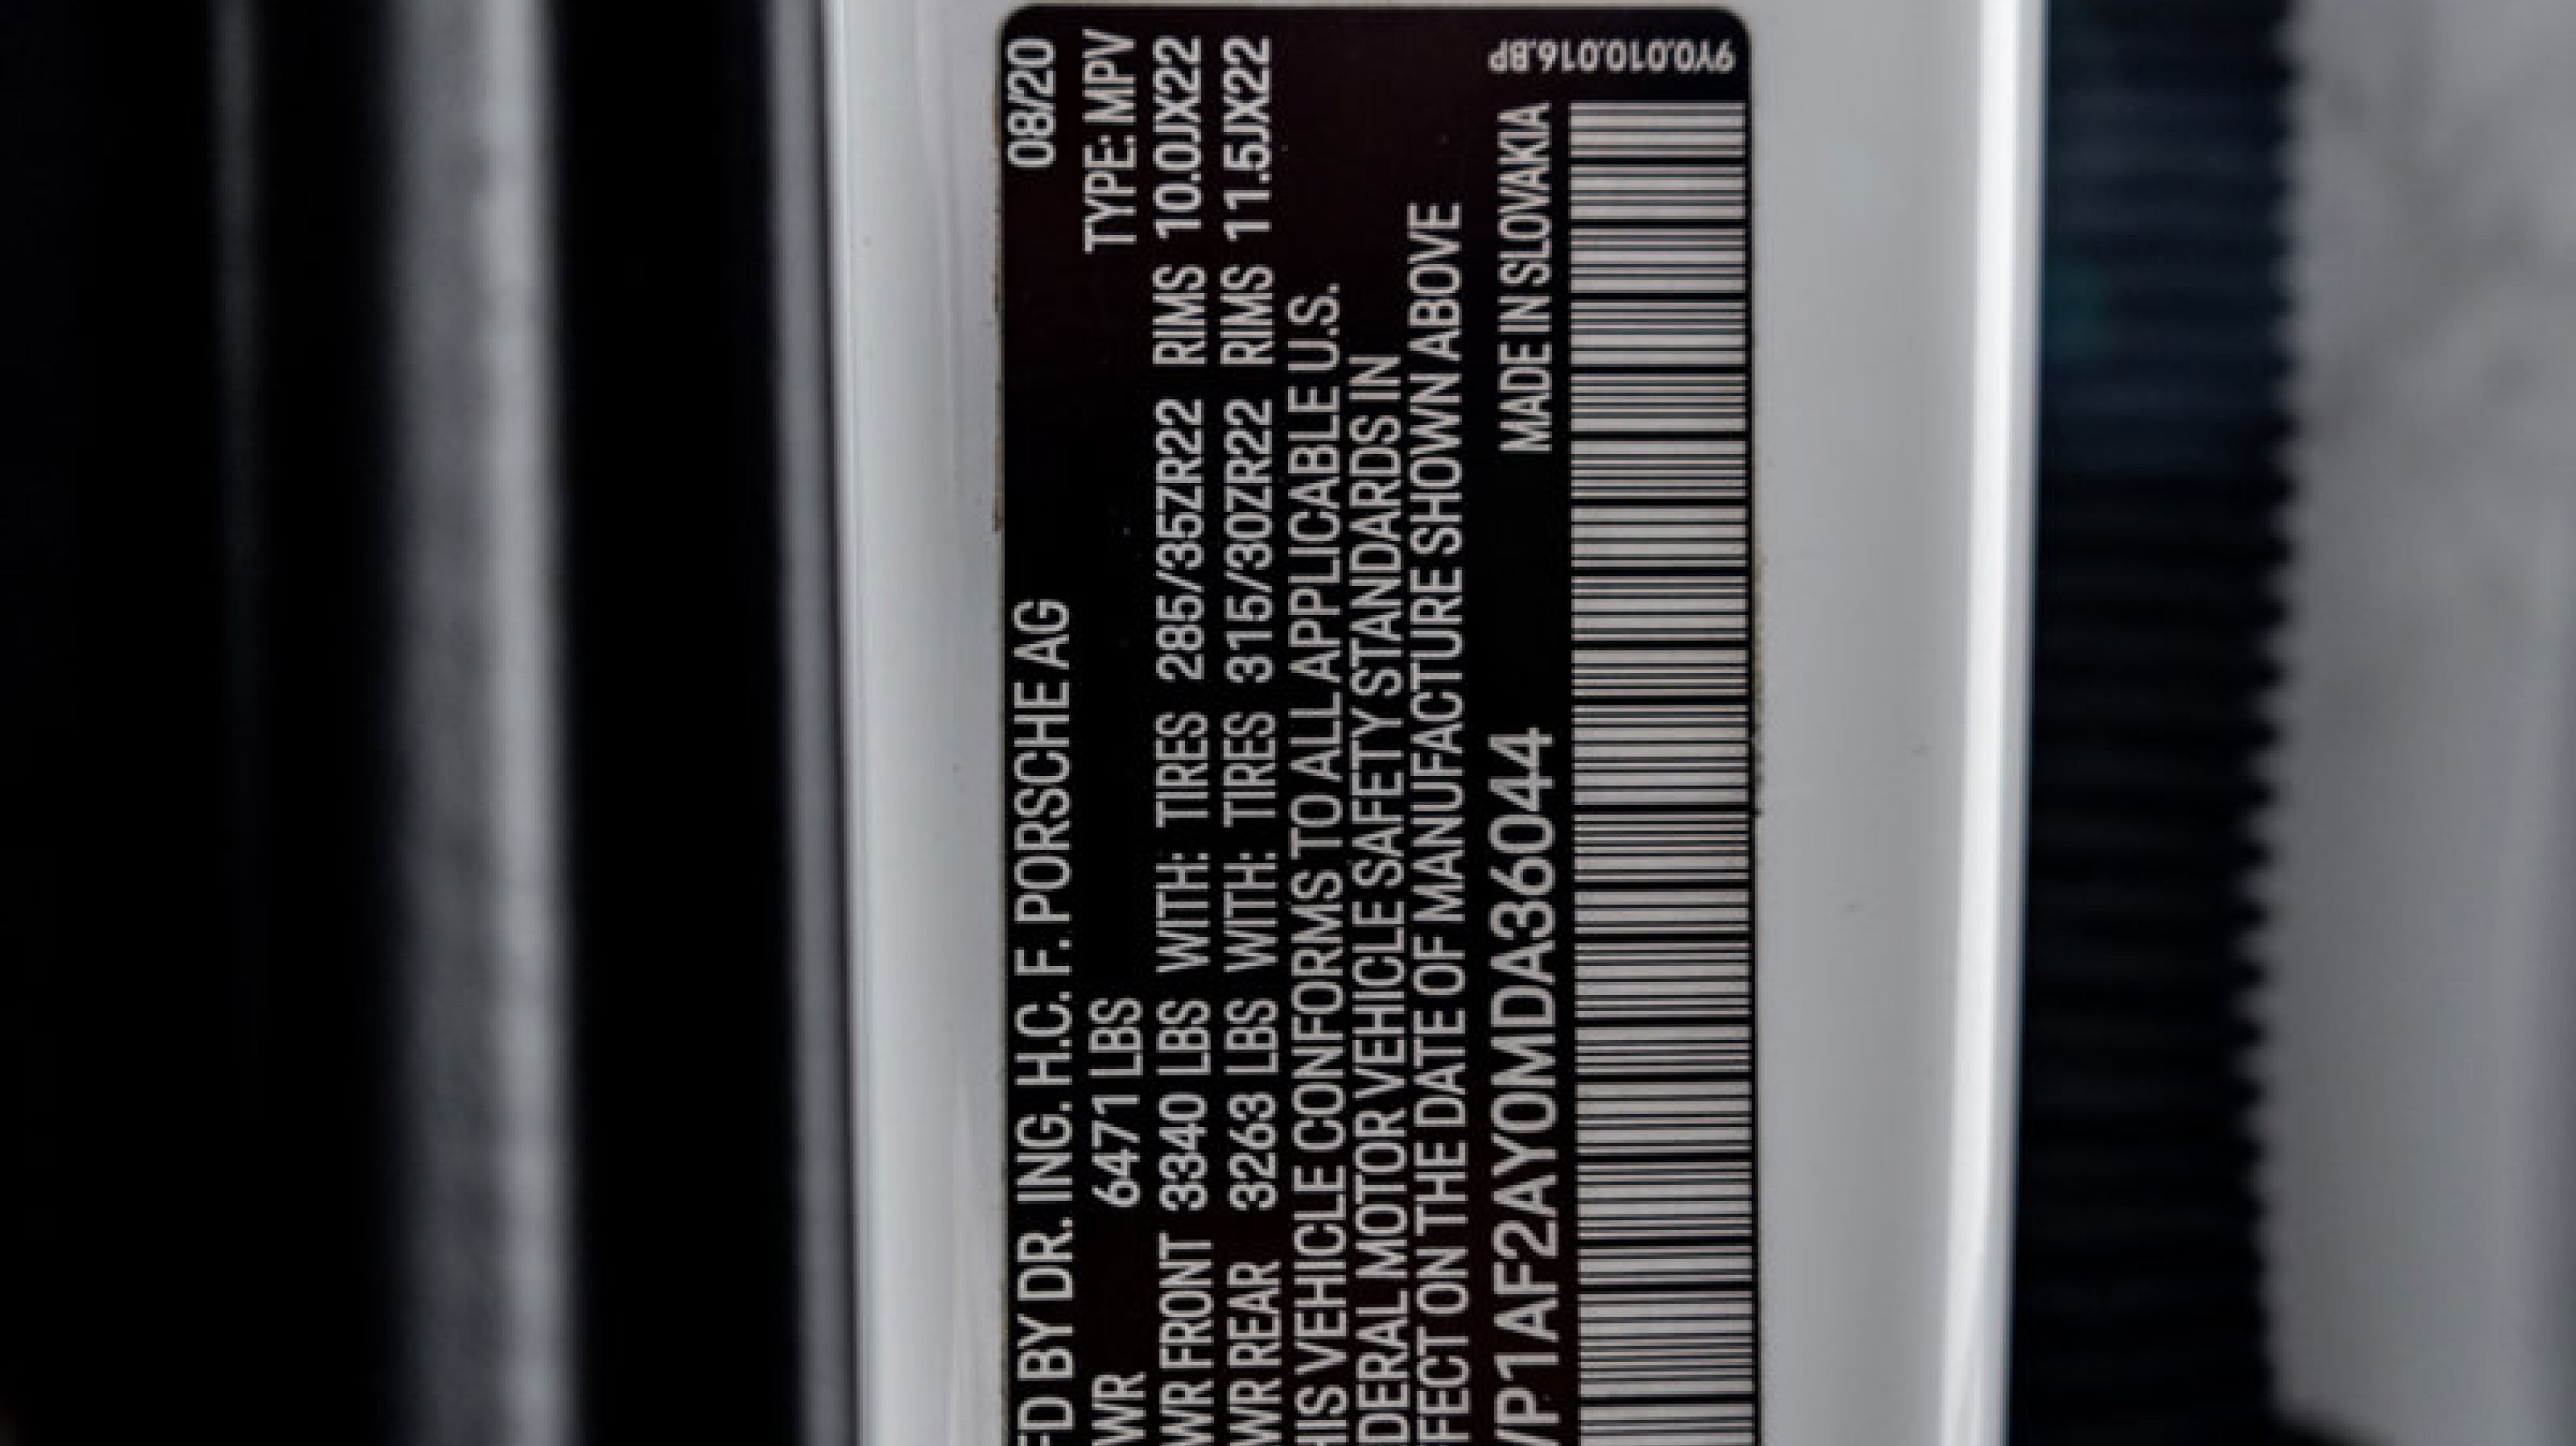 FD BY DR. ING. H.C. F. PORSCHE AG 08/20
WR 6471 LBS TYPE: MPV
WR FRONT 3340 LBS WITH: TIRES 285/35ZR22 RIMS 10.0JX22
WR REAR 3263 LBS WITH: TIRES 315/30ZR22 RIMS 11.5JX22
HIS VEHICLE CONFORMS TO ALL APPLICABLE U.S.
DERAL MOTOR VEHICLE SAFETY STANDARDS IN
FFECT ON THE DATE OF MANUFACTURE SHOWN ABOVE
VP1AF2AY0MDA36044 MADE IN SLOVAKIA
9Y0.010.016.BP